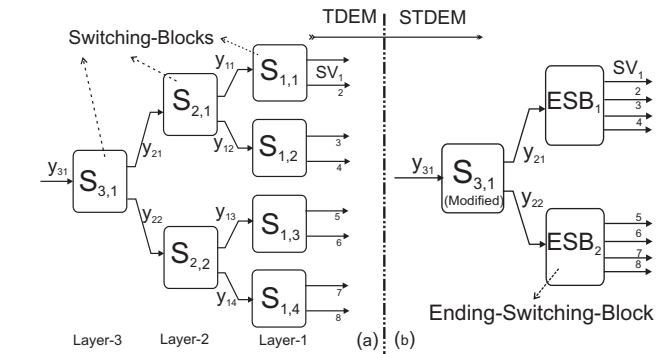 TDEM STDEM
Switching-Blocks
y11
S1,1
SV1
2
S2,1
y12
S1,2
3
4
y21
y31
S3,1
y22
y13
S1,3
5
6
S2,2
y14
S1,4
7
8
Layer-3 Layer-2 Layer-1 (a)
ESB1
SV1
2
3
4
y21
y31
S3,1
(Modified)
y22
ESB2
5
6
7
8
Ending-Switching-Block
(b)